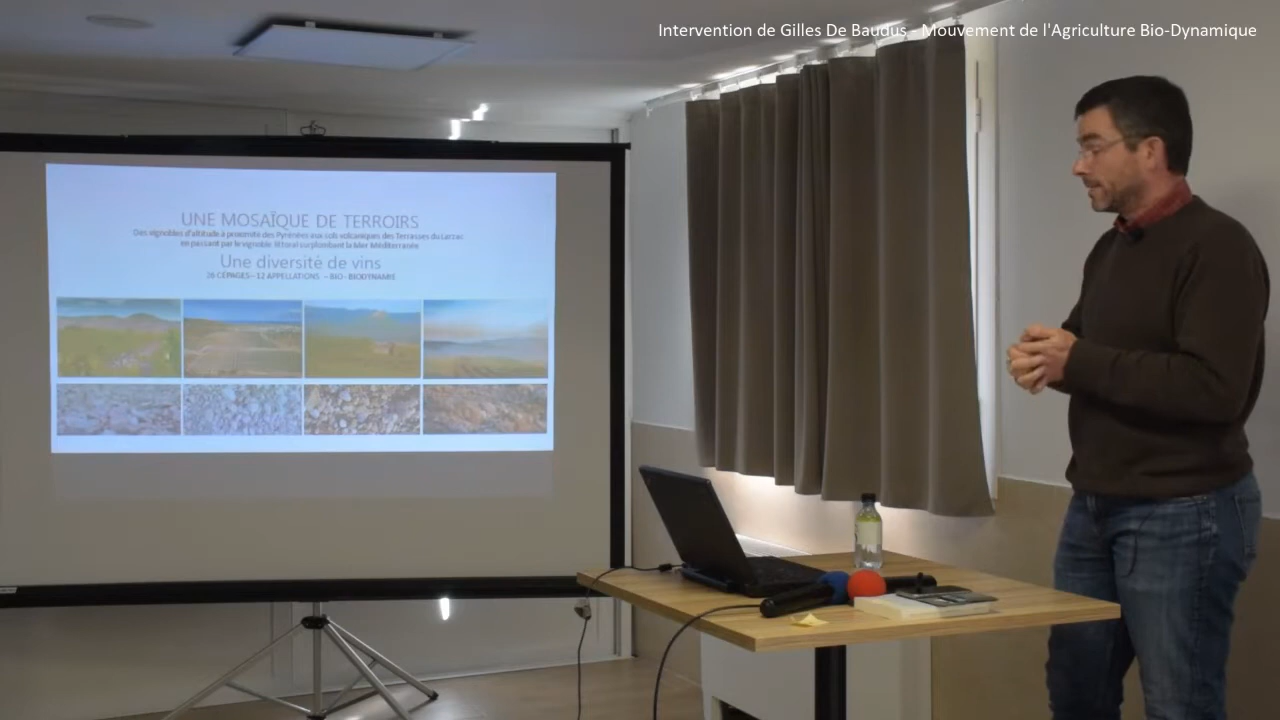 Intervention de Gilles De Baudus - Mouvement de l'Agriculture Bio-Dynamique
UNE MOSAÏQUE DE TERROIRS
Des vignobles d'altitude à proximité des Pyrénées aux sols volcaniques des Terrasses du Larzac
en passant par le vignoble littoral surplombant la Mer Méditerranée
Une diversité de vins
26 CÉPAGES - 12 APPELLATIONS - BIO - BIODYNAMIE